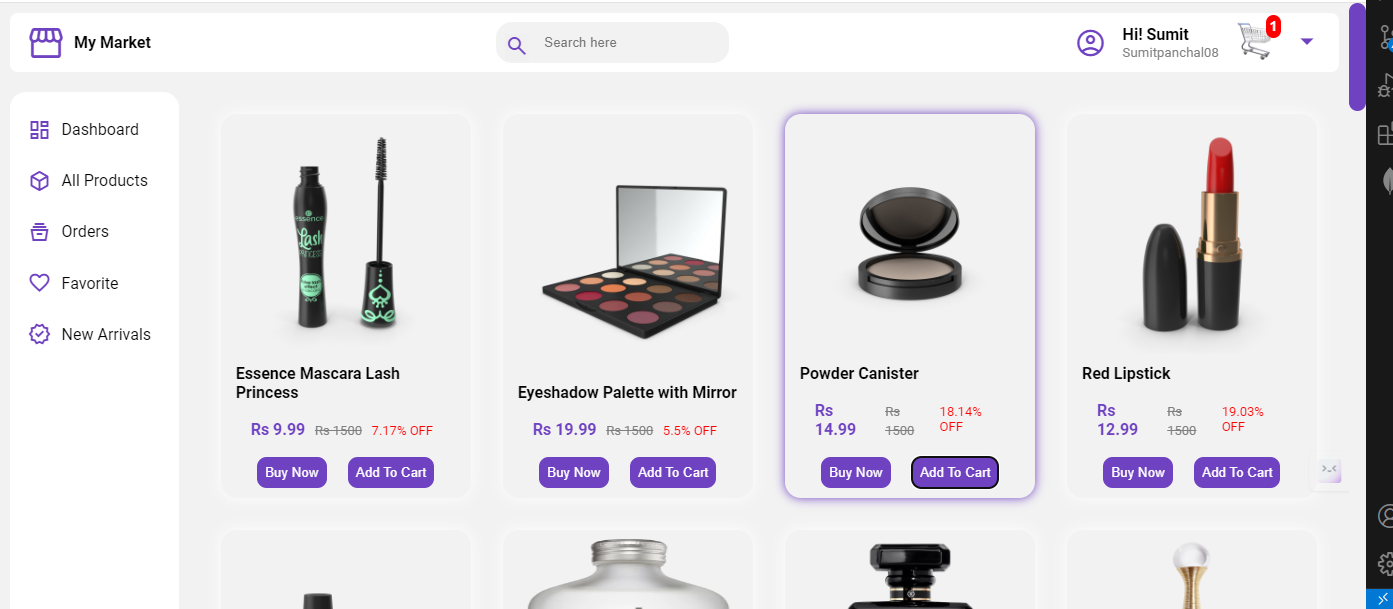 My Market
Search here
Hi! Sumit
Sumitpanchal08
1
Dashboard
All Products
Orders
Favorite
New Arrivals
essence
Lash
PRINCESS
Essence Mascara Lash
Princess
Rs 9.99 Rs 1500 7.17% OFF
Buy Now Add To Cart
Eyeshadow Palette with Mirror
Rs 19.99 Rs 1500 5.5% OFF
Buy Now Add To Cart
Powder Canister
Rs
14.99
Rs
1500
18.14%
OFF
Buy Now Add To Cart
Red Lipstick
Rs
12.99
Rs
1500
19.03%
OFF
Buy Now Add To Cart